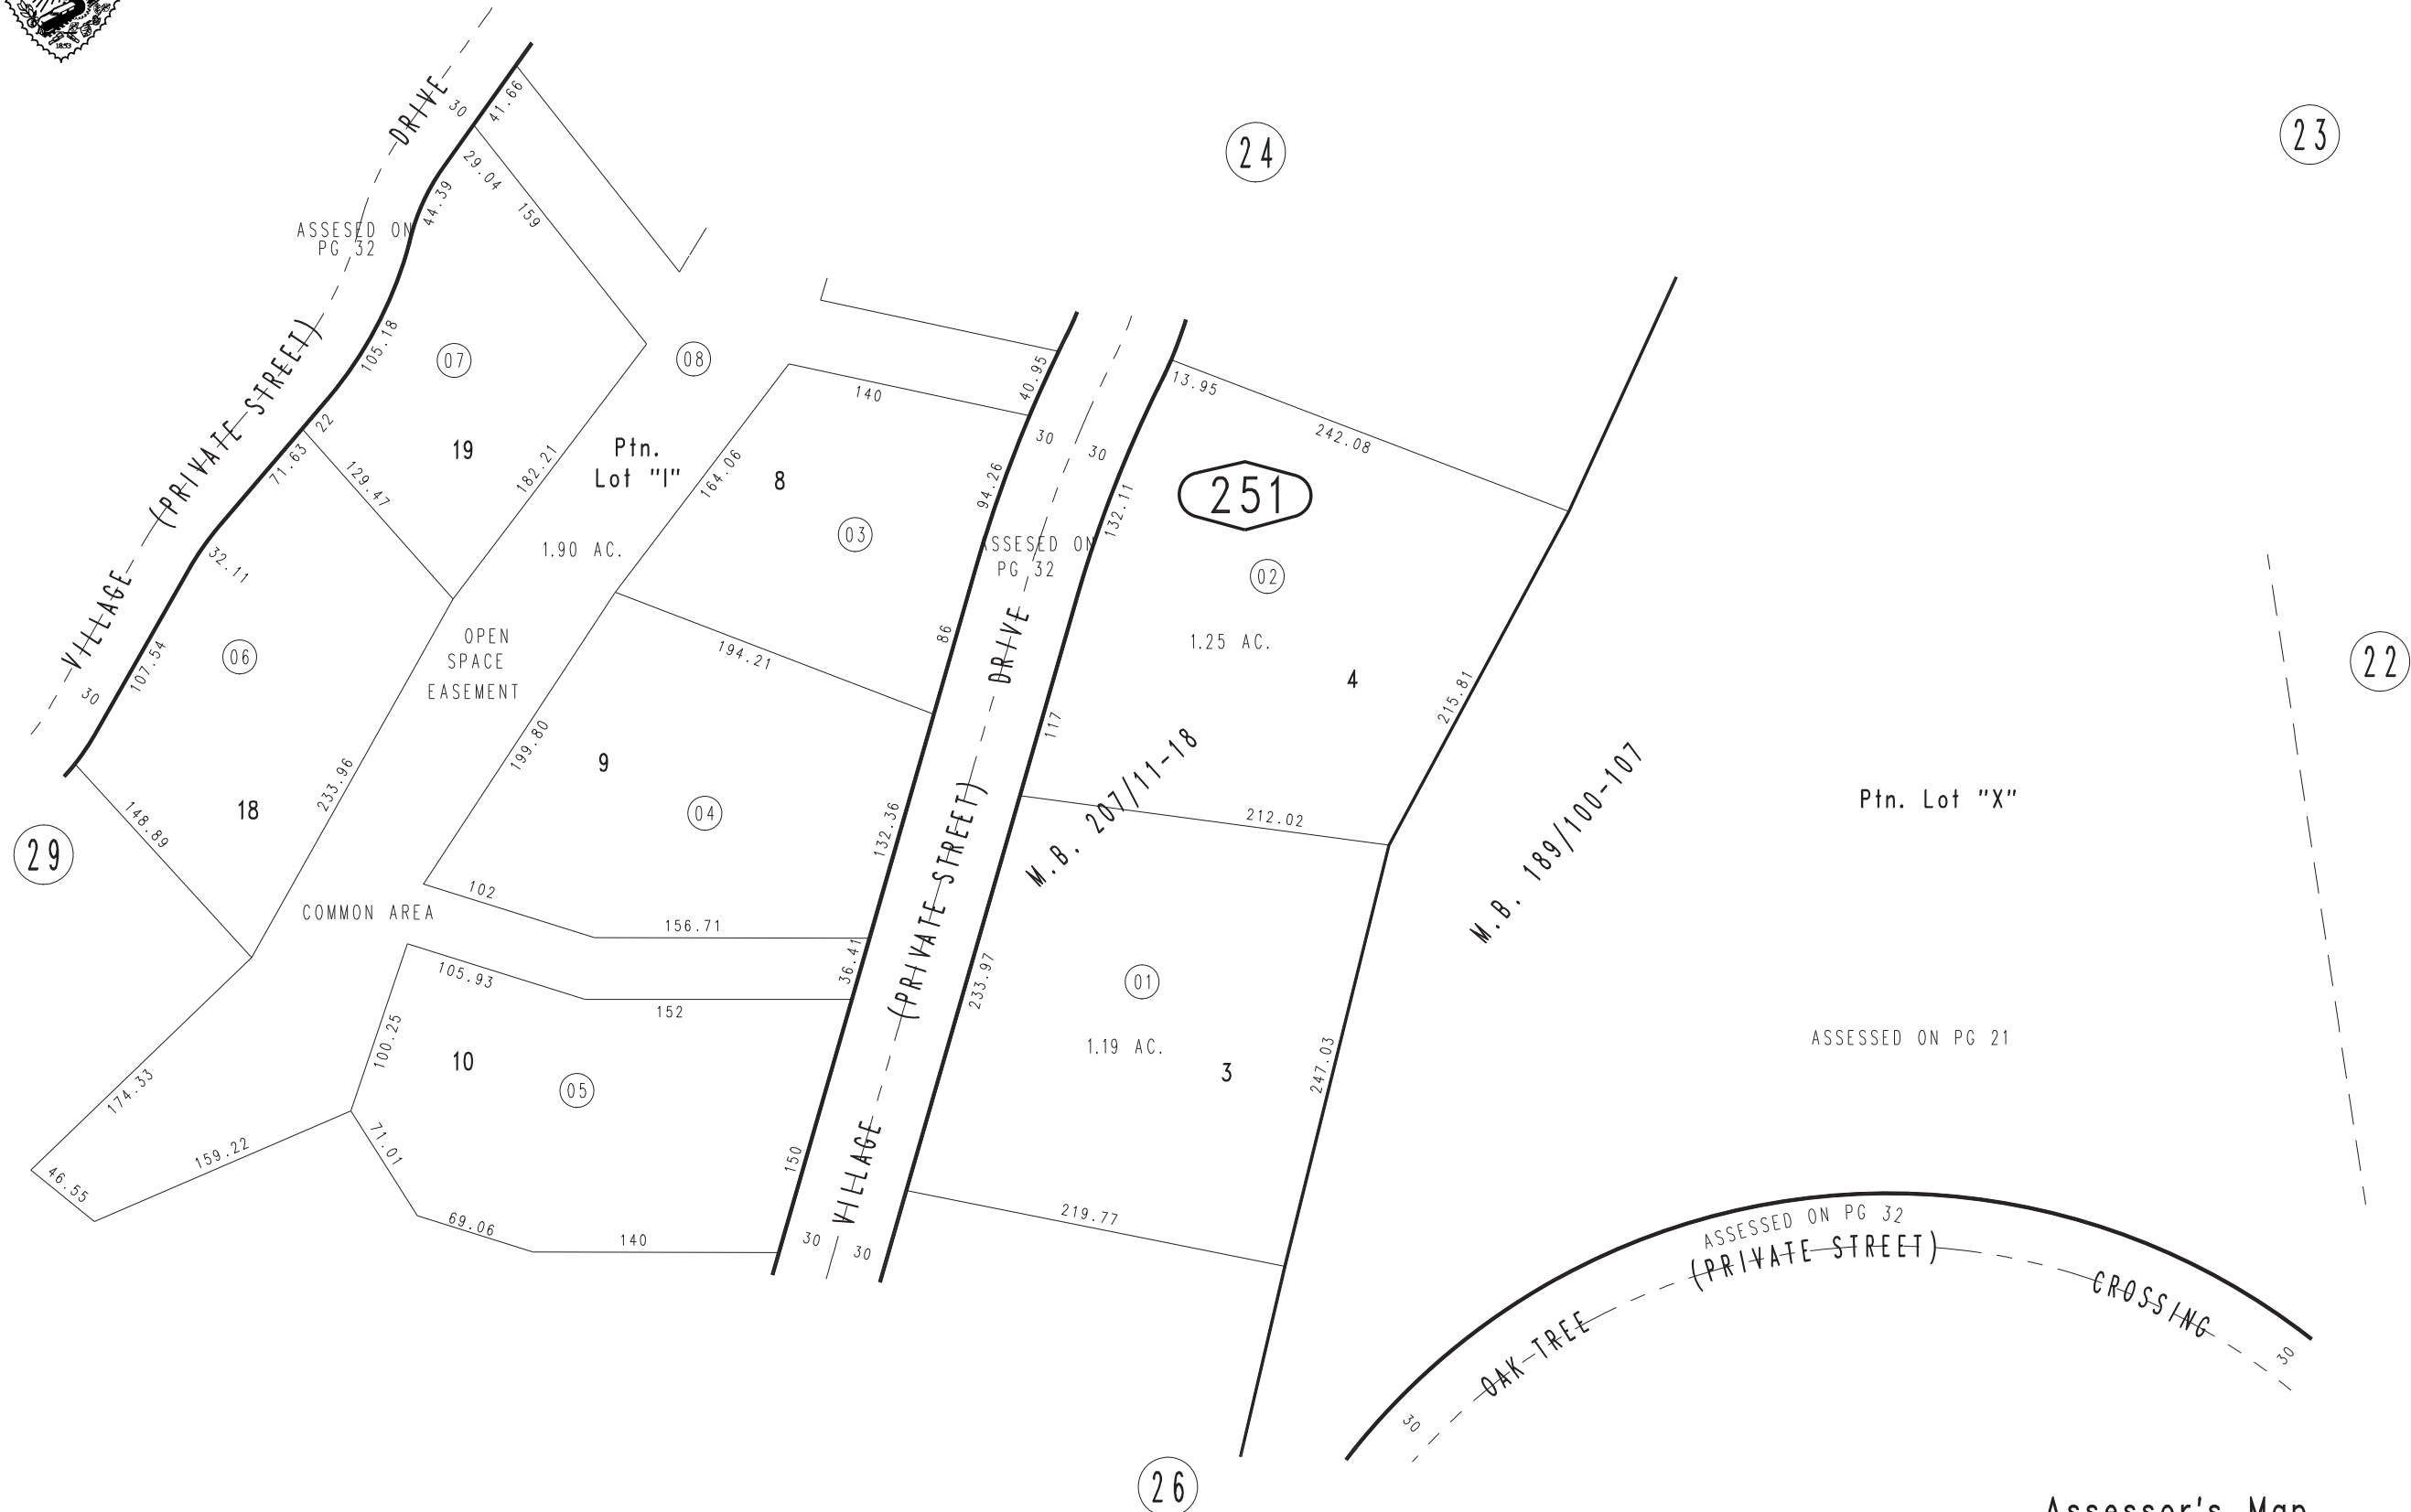 1853
DRIVE
30
41.66
29.04
159
44.39
ASSESED ON
PG 32
105.18
(PRIVATE STREET)
22
71.63
129.47
07
19
182.21
08
Ptn.
Lot "I"
1.90 AC.
164.06
140
40.95
8
03
94.26
30
30
13.95
242.08
24
23
251
132.11
ASSESED ON
PG 32
02
1.25 AC.
4
215.81
22
32.11
VILLAGE
107.54
30
06
18
233.96
148.89
29
OPEN
SPACE
EASEMENT
194.21
86
DRIVE
117
199.80
9
04
132.36
102
156.71
COMMON AREA
36.41
(PRIVATE STREET)
M.B. 207/11-18
212.02
M.B. 189/100-107
Ptn. Lot "X"
ASSESSED ON PG 21
105.93
152
100.25
10
05
174.33
159.22
46.55
71.01
69.06
140
150
VILLAGE
30
30
233.97
01
1.19 AC.
3
247.03
219.77
ASSESSED ON PG 32
(PRIVATE STREET)
OAK TREE
CROSSING
30
30
26
Assessor's Map